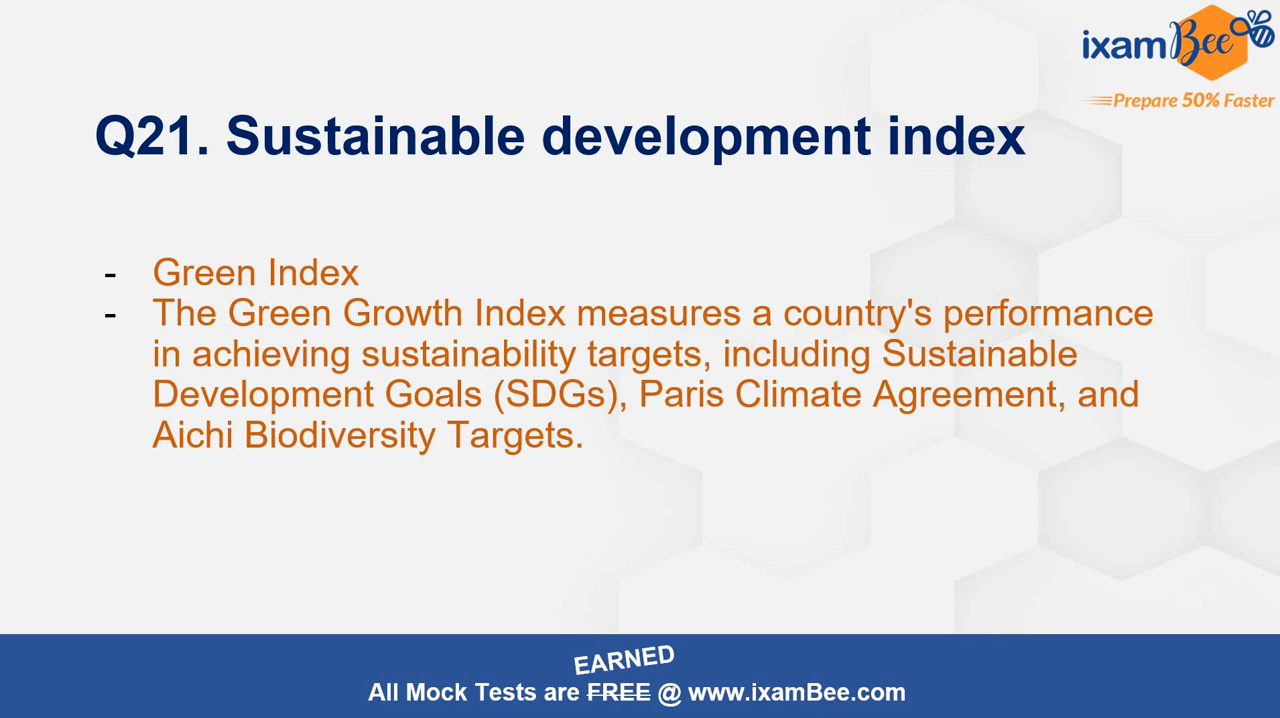 ixamBee
Prepare 50% Faster
Q21. Sustainable development index
- Green Index
- The Green Growth Index measures a country's performance
in achieving sustainability targets, including Sustainable
Development Goals (SDGs), Paris Climate Agreement, and
Aichi Biodiversity Targets.
EARNED
All Mock Tests are FREE @ www.ixamBee.com